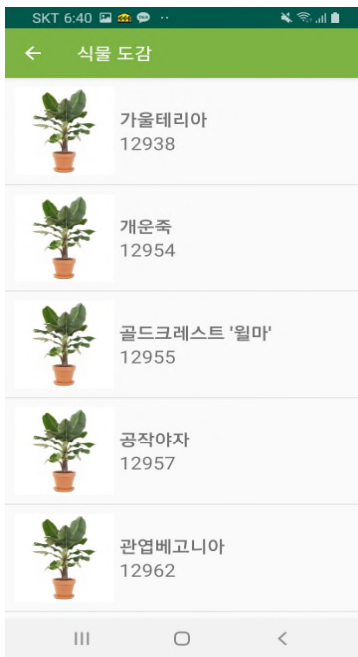 SKT 6:40
식물 도감
가울테리아
12938
개운죽
12954
골드크레스트 '윌마'
12955
공작야자
12957
관엽베고니아
12962